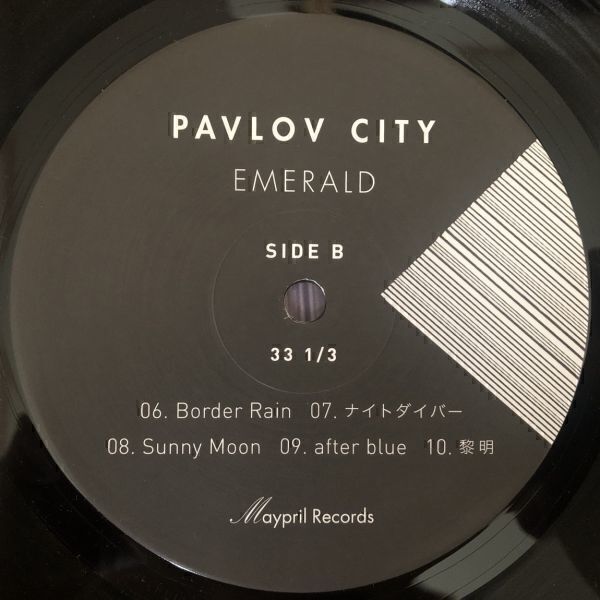 PAVLOV CITY
EMERALD
SIDE B
33 1/3
06. Border Rain 07. ナイトダイバー
08. Sunny Moon 09. after blue 10. 黎明
Maypril Records